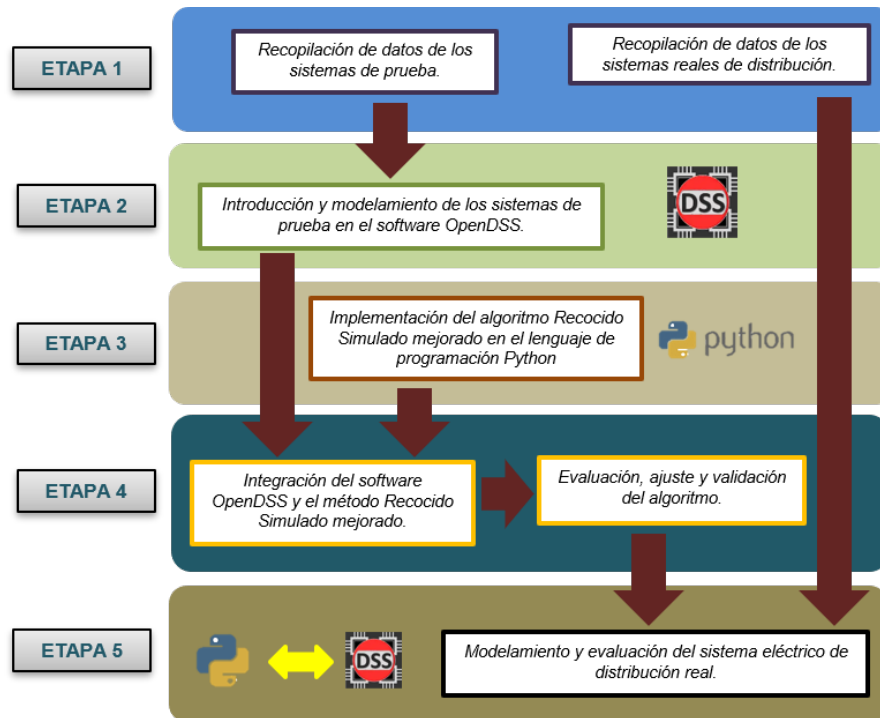 ETAPA 1
Recopilación de datos de los
sistemas de prueba.
Recopilación de datos de los
sistemas reales de distribución.
ETAPA 2
Introducción y modelamiento de los sistemas de
prueba en el software OpenDSS.
DSS
ETAPA 3
Implementación del algoritmo Recocido
Simulado mejorado en el lenguaje de
programación Python
python
ETAPA 4
Integración del software
OpenDSS y el método Recocido
Simulado mejorado.
Evaluación, ajuste y validación
del algoritmo.
ETAPA 5
DSS
Modelamiento y evaluación del sistema eléctrico de
distribución real.